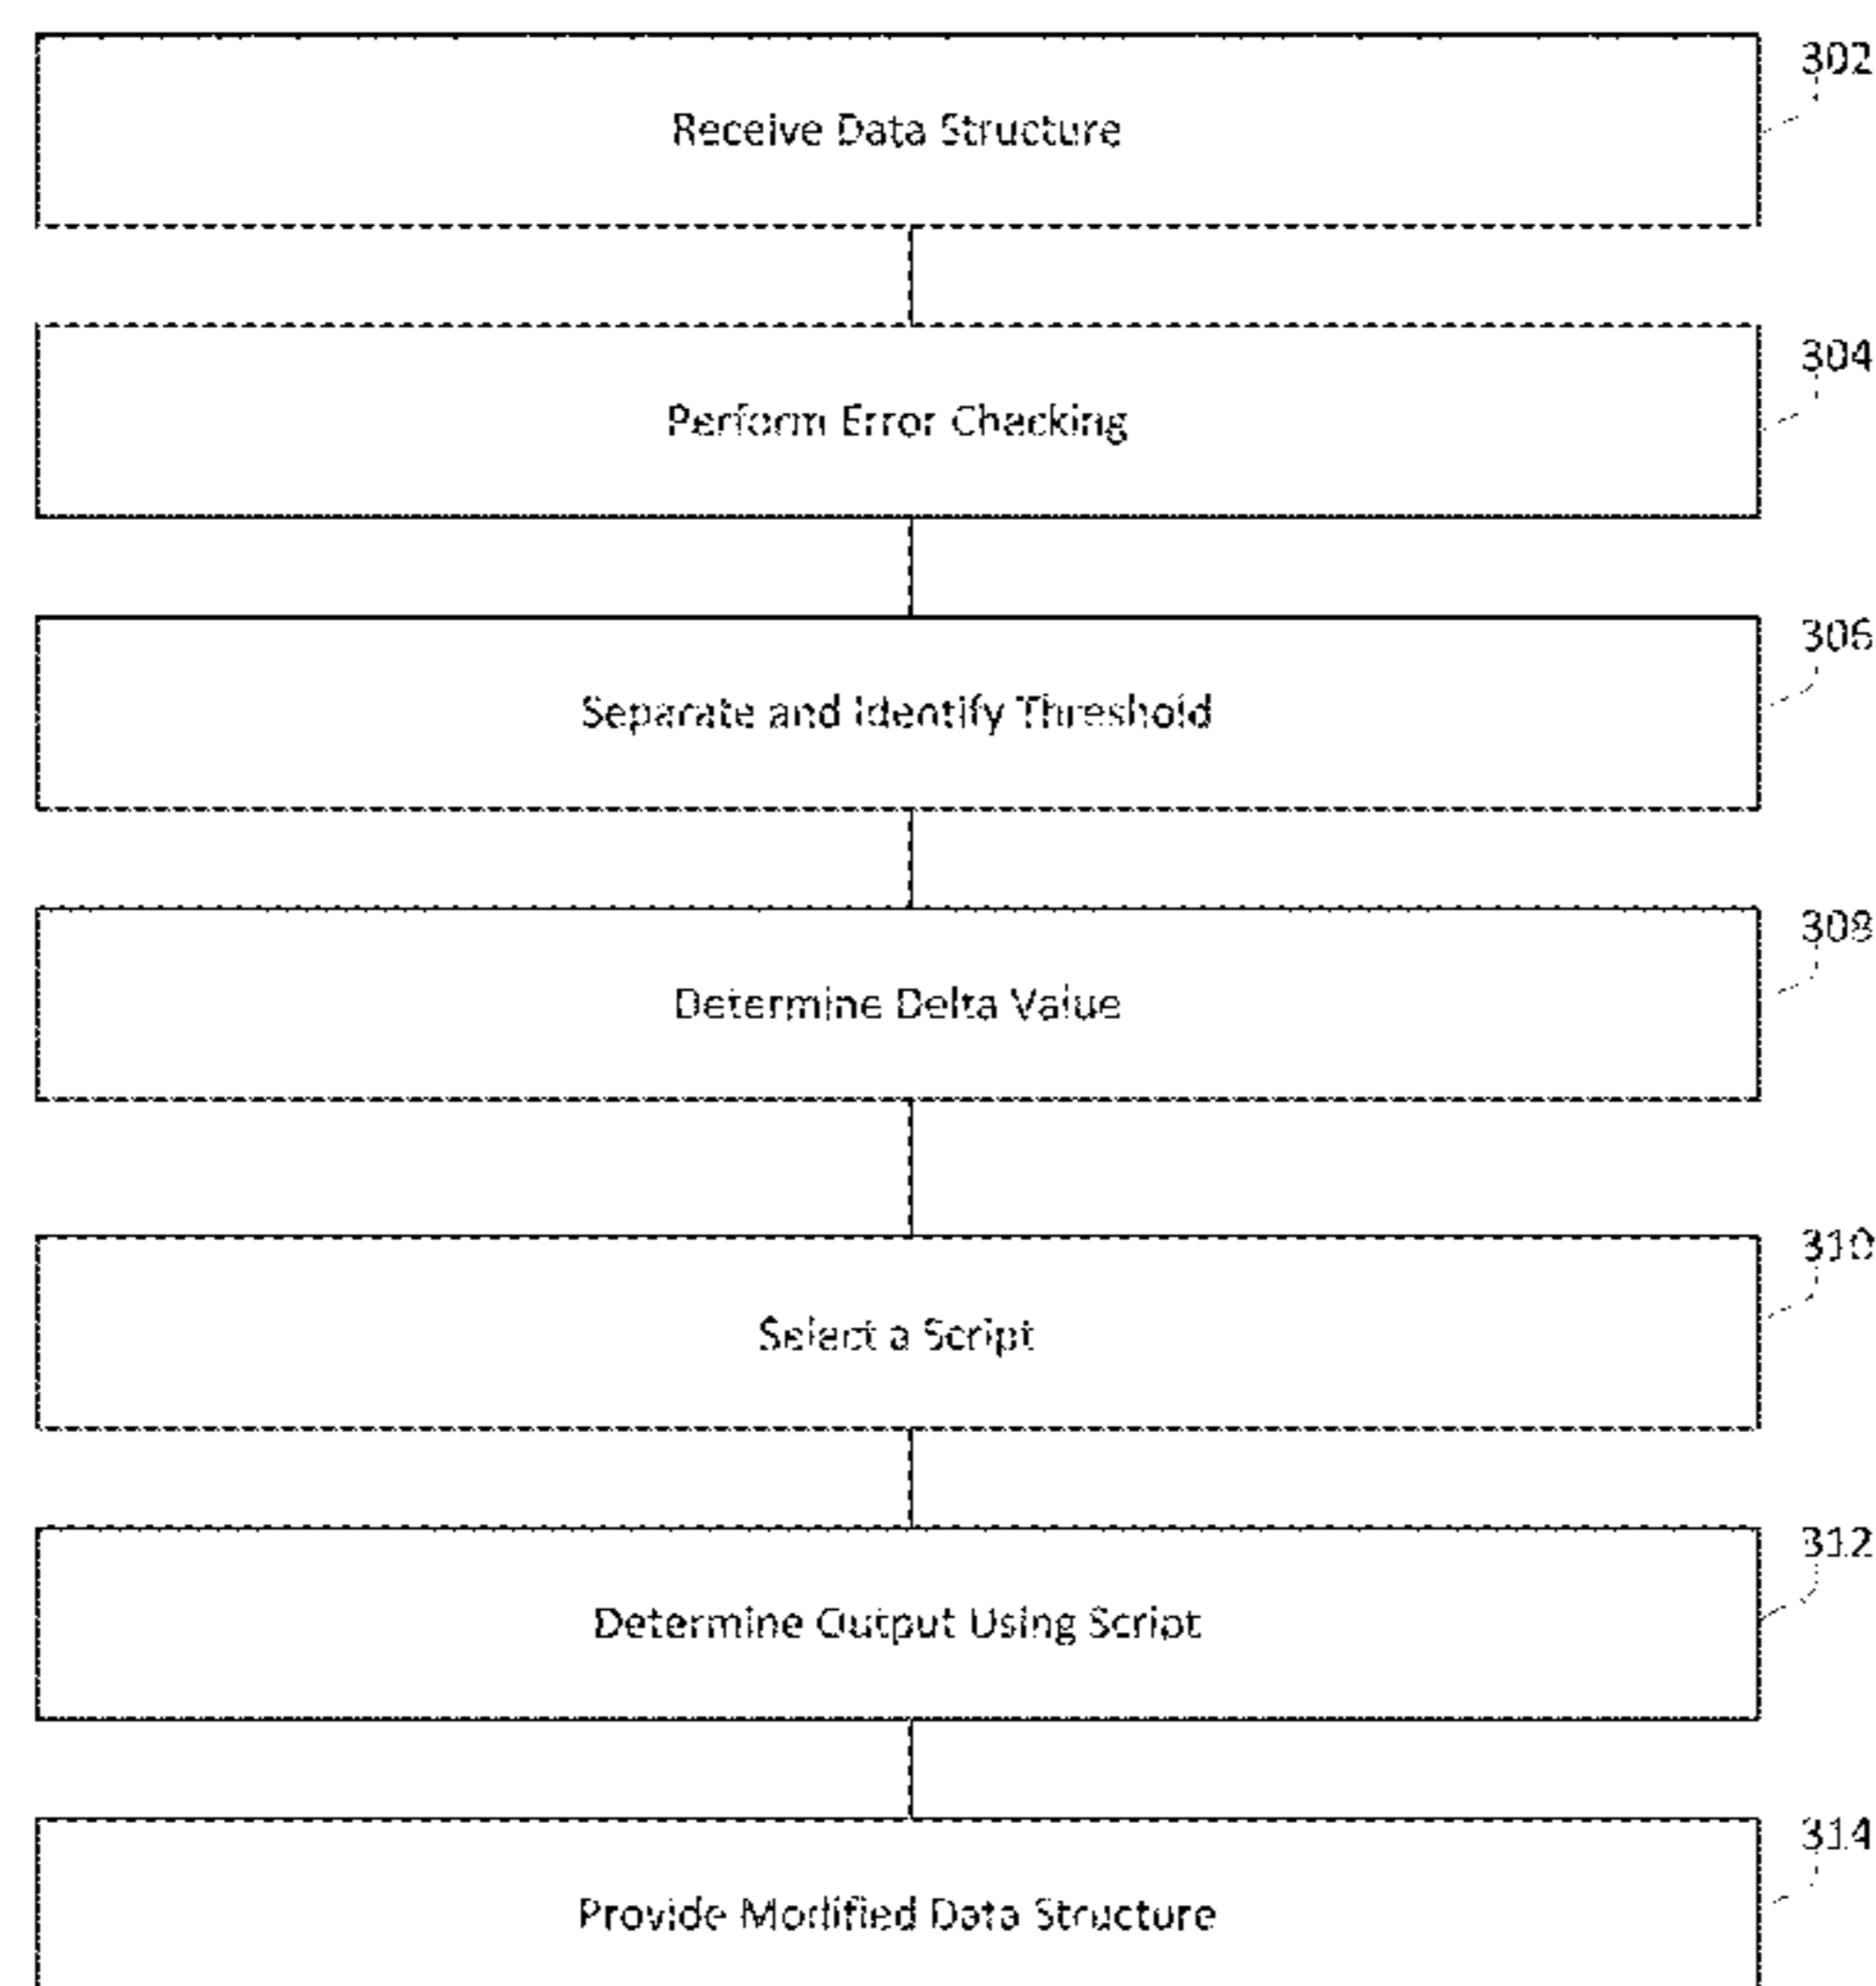 302
Receive Data Structure
304
Perform Error Checking
306
Separate and Identify Threshold
308
Determine Delta Value
310
Select a Script
312
Determine Output Using Script
314
Provide Modified Data Structure